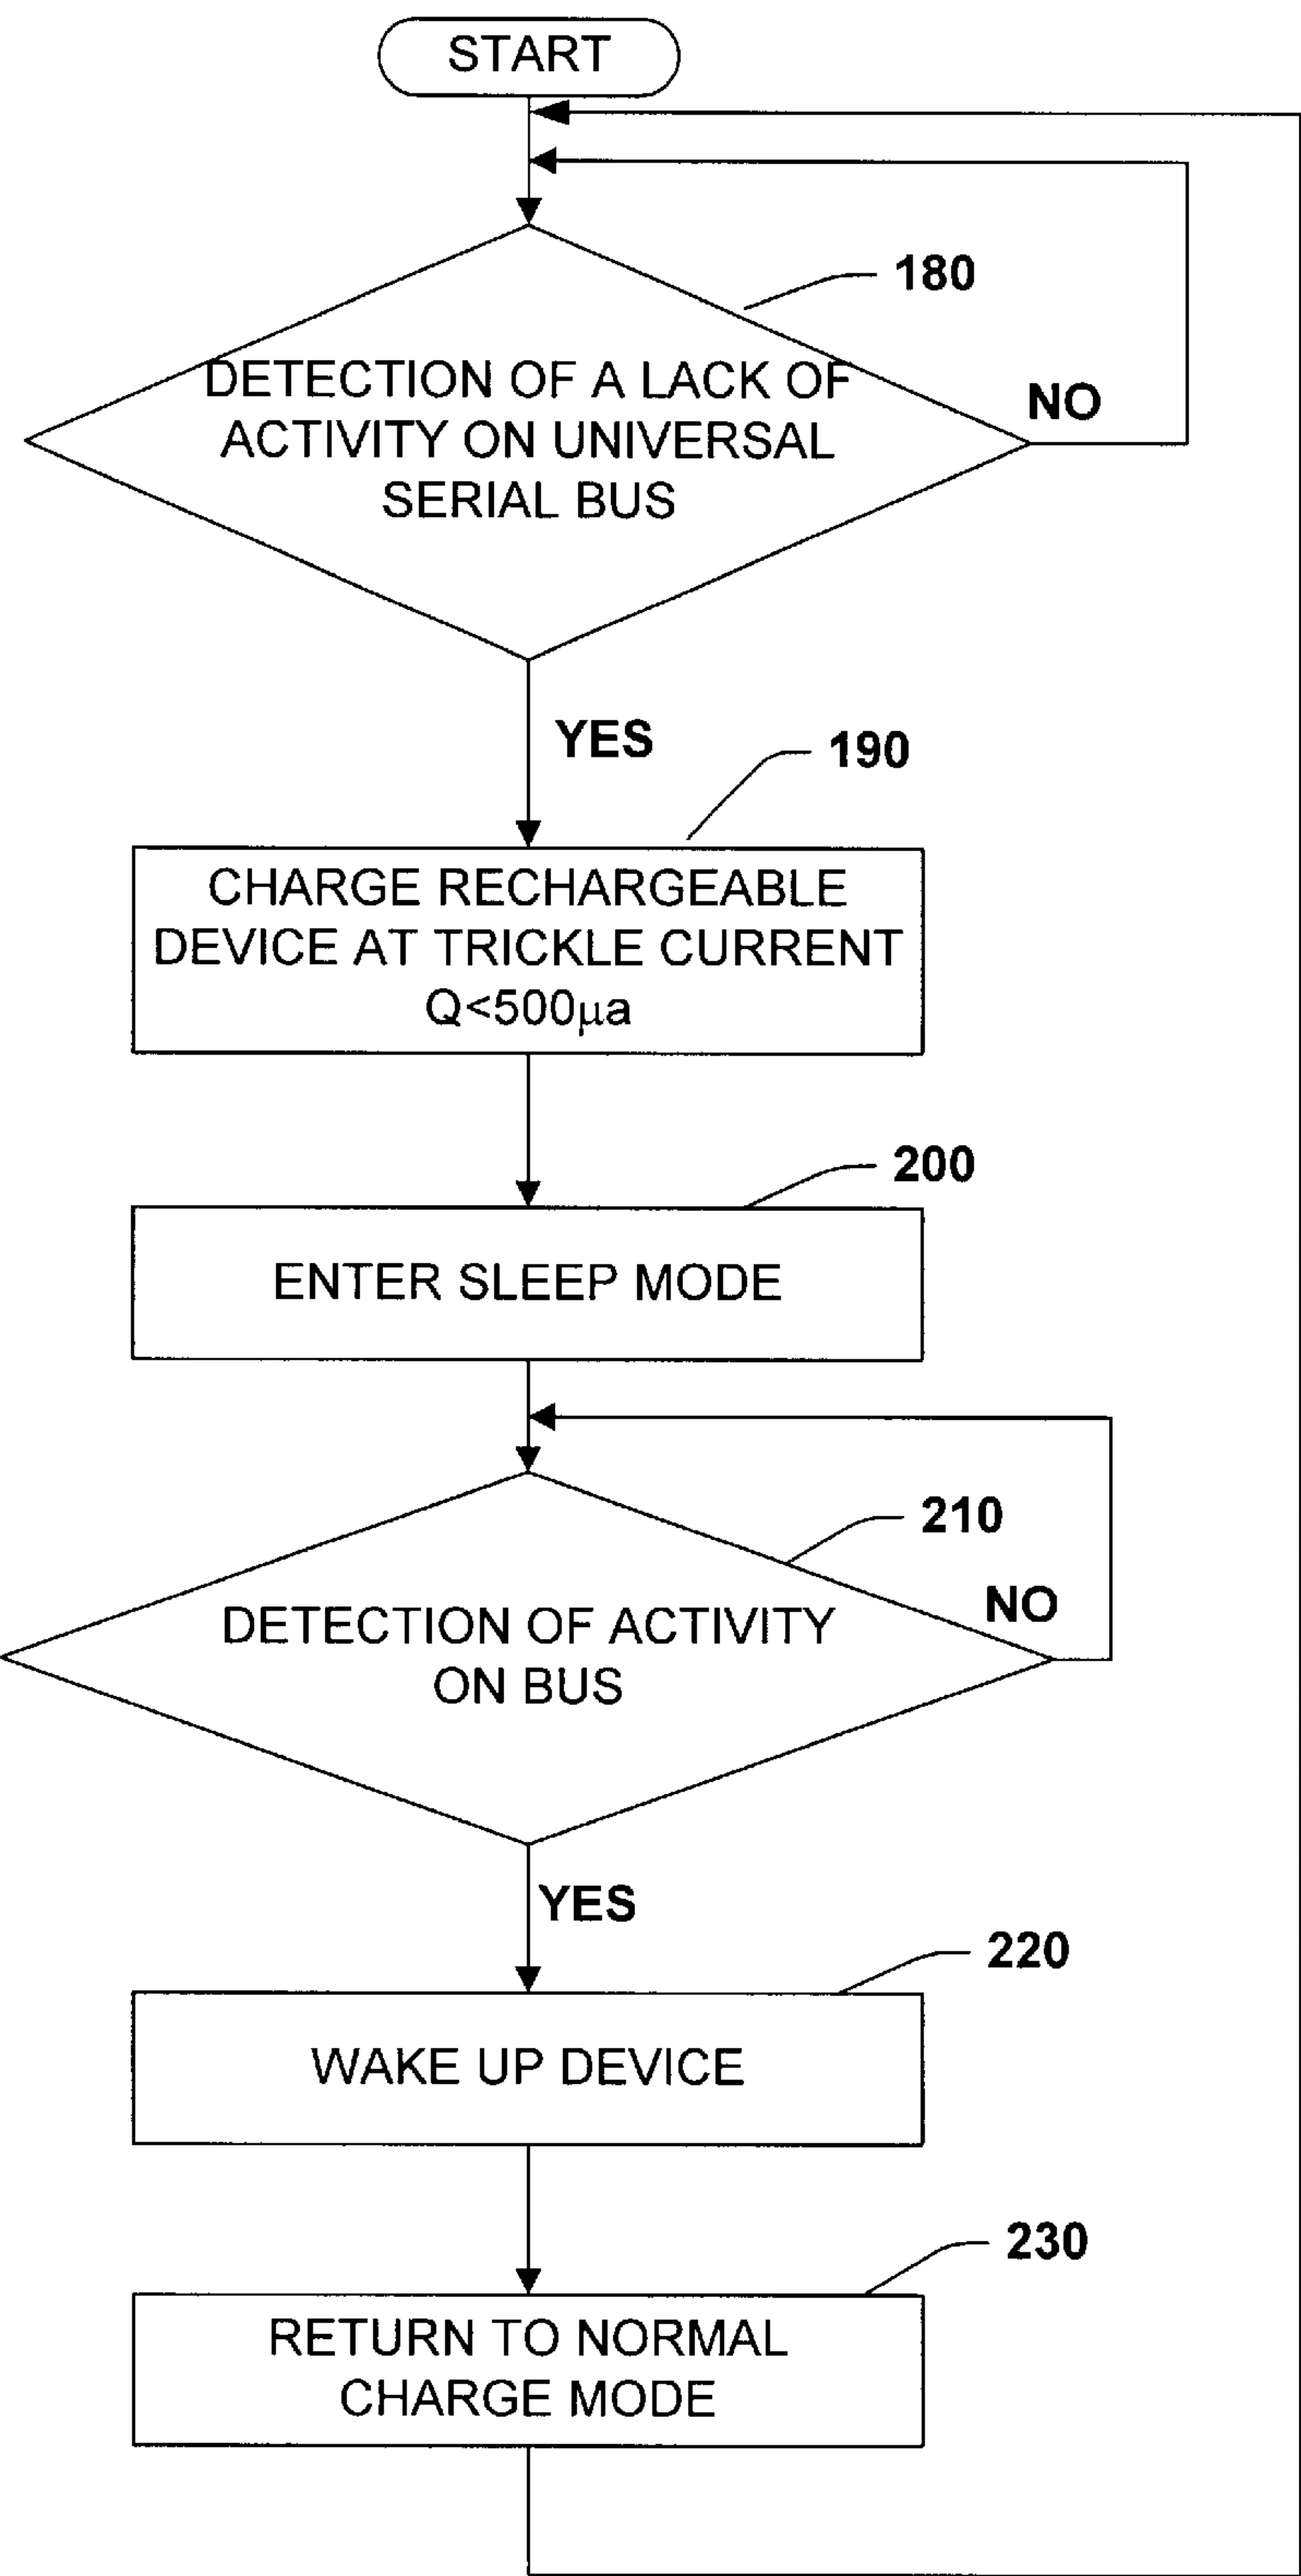 START
180
DETECTION OF A LACK OF
ACTIVITY ON UNIVERSAL
SERIAL BUS
NO
YES
190
CHARGE RECHARGEABLE
DEVICE AT TRICKLE CURRENT
Q<500μa
200
ENTER SLEEP MODE
210
NO
DETECTION OF ACTIVITY
ON BUS
YES
220
WAKE UP DEVICE
230
RETURN TO NORMAL
CHARGE MODE